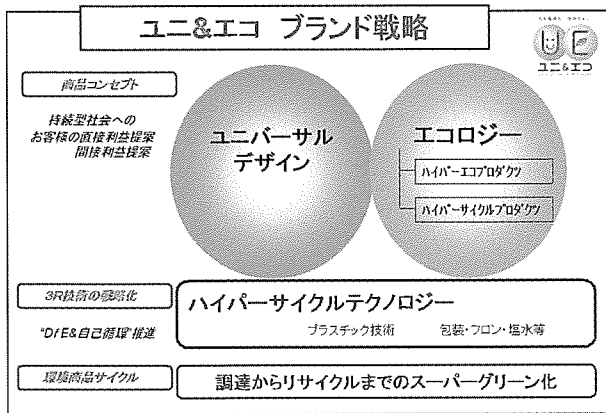 ユニ&エコ ブランド戦略
UE
ユニ&エコ
商品コンセプト
持続型社会への
お客様の直接利益提案
間接利益提案
ユニバーサル
デザイン
エコロジー
ハイパーエコプロダクツ
ハイパーサイクルプロダクツ
3R技術の戦略化
ハイパーサイクルテクノロジー
プラスチック技術 包装・フロン・塩水等
"DfE&自己循環"推進
環境商品サイクル
調達からリサイクルまでのスーパーグリーン化